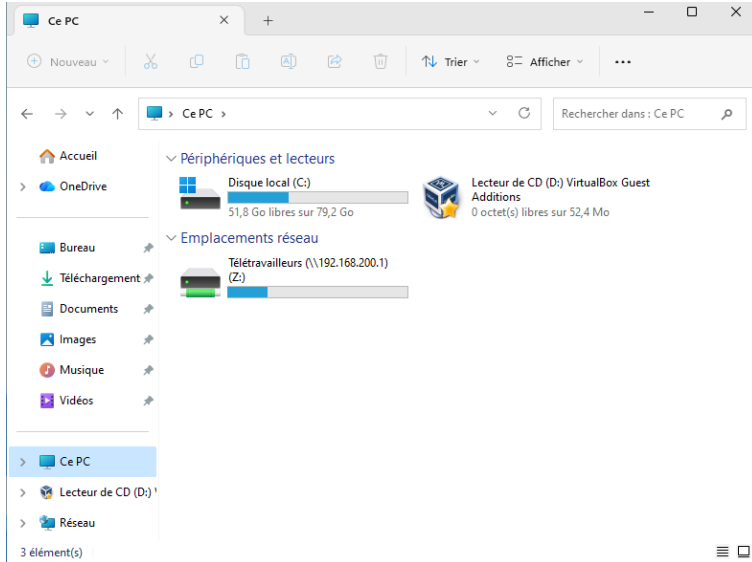 Ce PC
Nouveau
Trier
Afficher
Ce PC
Rechercher dans : Ce PC
Accueil
OneDrive
Bureau
Téléchargement
Documents
Images
Musique
Vidéos
Ce PC
Lecteur de CD (D:) V
Réseau
Périphériques et lecteurs
Disque local (C:)
51,8 Go libres sur 79,2 Go
Lecteur de CD (D:) VirtualBox Guest
Additions
0 octet(s) libres sur 52,4 Mo
Emplacements réseau
Télétravailleurs (\\192.168.200.1)
(Z:)
3 élément(s)